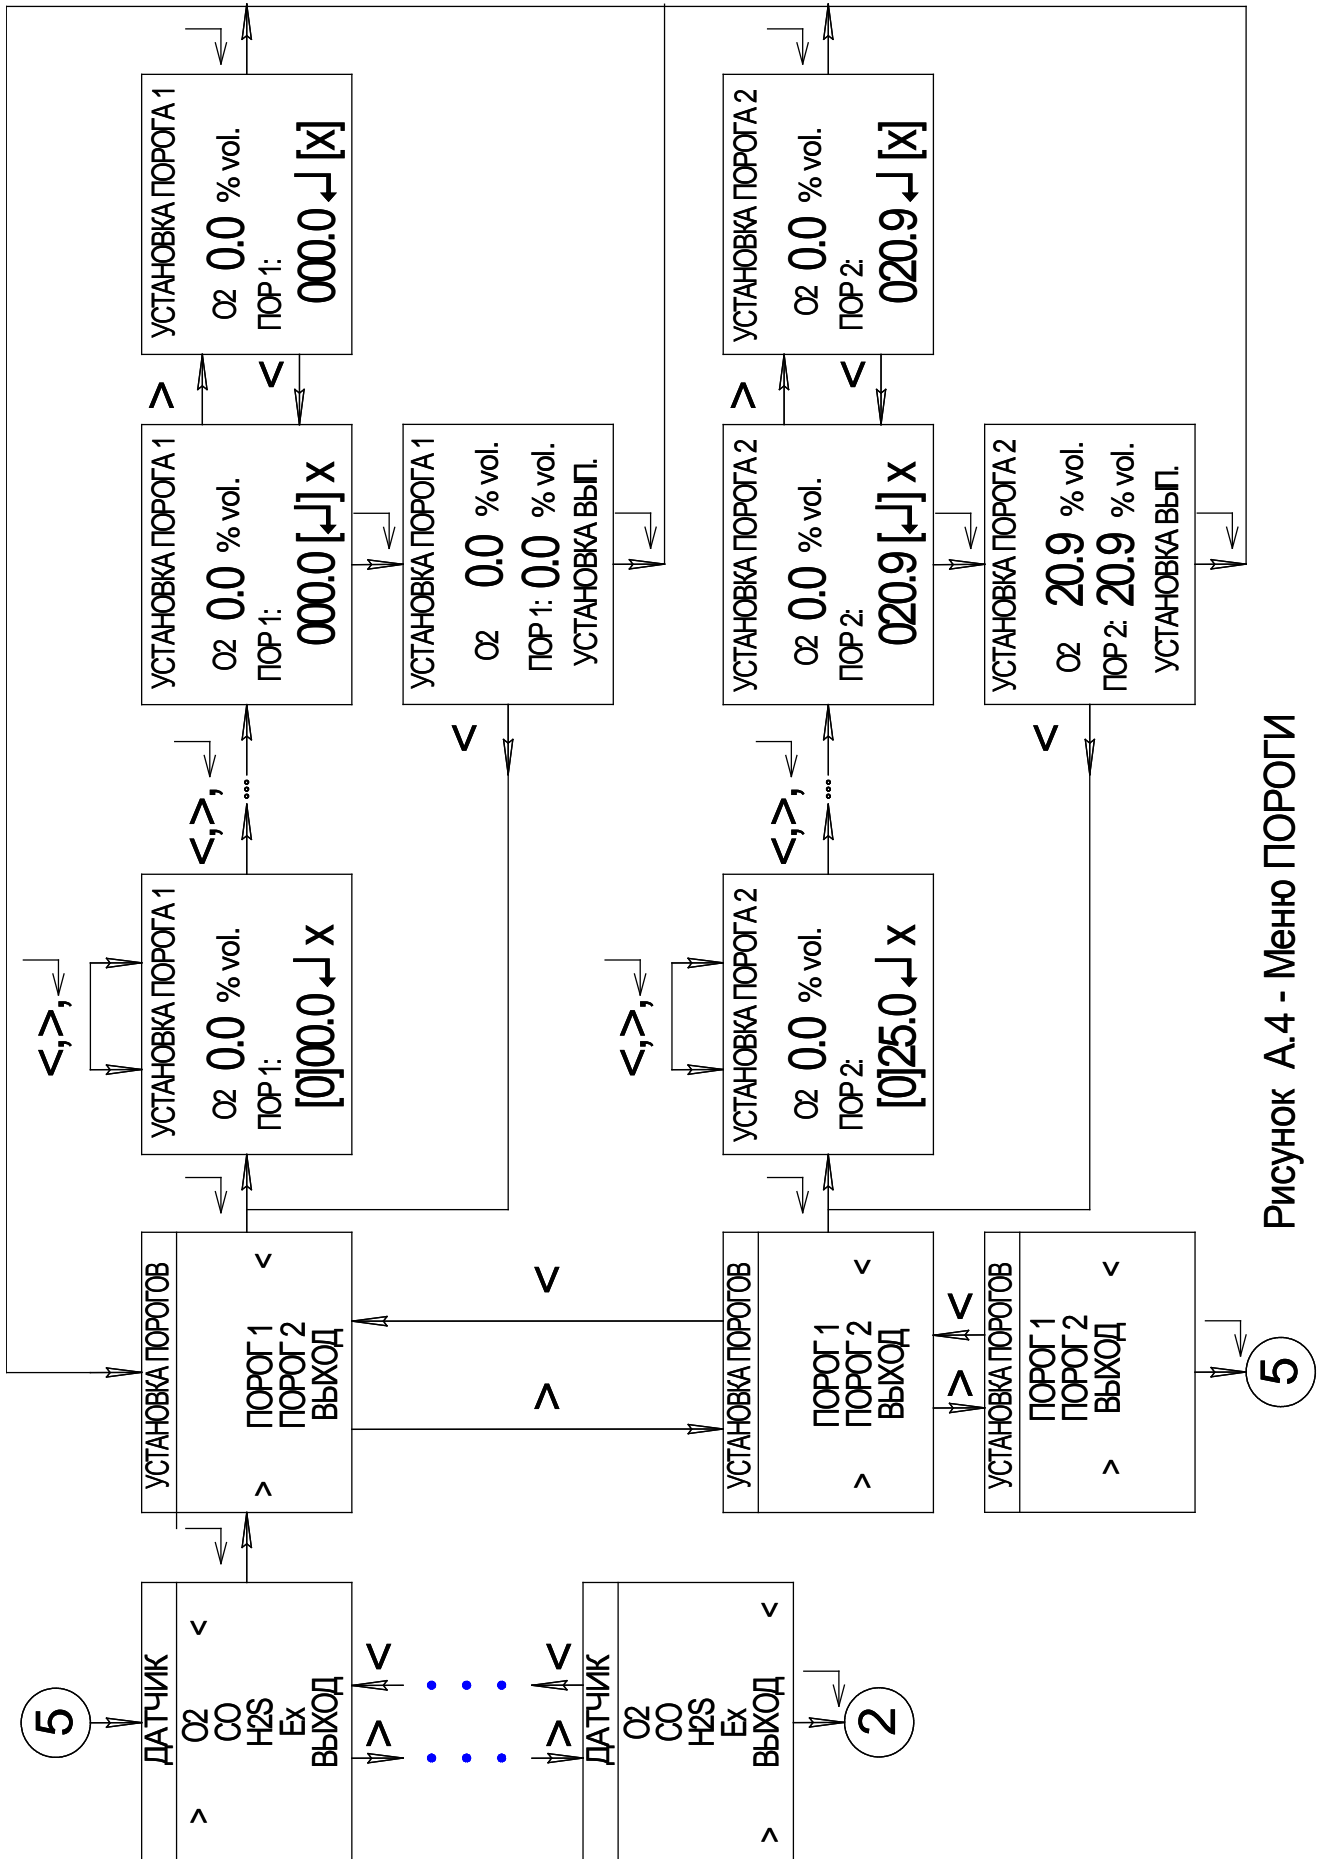 5
ДАТЧИК
> O2 <
CO
H2S
Ex
ВЫХОД
>
<
>
<
ДАТЧИК
O2
CO
H2S
Ex
> ВЫХОД <
2
УСТАНОВКА ПОРОГОВ
> ПОРОГ 1 <
ПОРОГ 2
ВЫХОД
>
<
УСТАНОВКА ПОРОГОВ
ПОРОГ 1
> ПОРОГ 2 <
ВЫХОД
>
<
УСТАНОВКА ПОРОГОВ
ПОРОГ 1
ПОРОГ 2
> ВЫХОД <
5
<,>,
УСТАНОВКА ПОРОГА 1
O2 0.0 % vol.
ПОР 1:
[0]00.0 ↵ x
<,>,
...
УСТАНОВКА ПОРОГА 1
O2 0.0 % vol.
ПОР 1:
000.0 [↵] x
>
<
УСТАНОВКА ПОРОГА 1
O2 0.0 % vol.
ПОР 1:
000.0 ↵ [x]
УСТАНОВКА ПОРОГА 1
O2 0.0 % vol.
ПОР 1: 0.0 % vol.
УСТАНОВКА ВЫП.
<
<,>,
УСТАНОВКА ПОРОГА 2
O2 0.0 % vol.
ПОР 2:
[0]25.0 ↵ x
<,>,
...
УСТАНОВКА ПОРОГА 2
O2 0.0 % vol.
ПОР 2:
020.9 [↵] x
>
<
УСТАНОВКА ПОРОГА 2
O2 0.0 % vol.
ПОР 2:
020.9 ↵ [x]
УСТАНОВКА ПОРОГА 2
O2 20.9 % vol.
ПОР 2: 20.9 % vol.
УСТАНОВКА ВЫП.
<
Рисунок А.4 - Меню ПОРОГИ